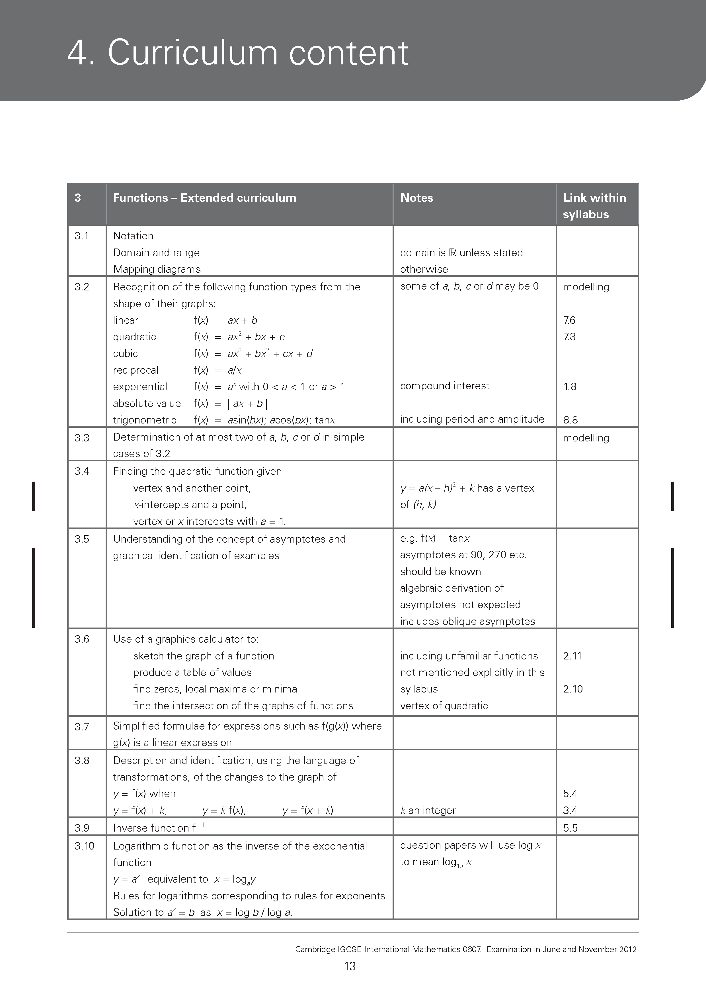 4. Curriculum content
3 Functions – Extended curriculum Notes Link within
syllabus
3.1 Notation
Domain and range domain is ℝ unless stated
Mapping diagrams otherwise
3.2 Recognition of the following function types from the some of a, b, c or d may be 0 modelling
shape of their graphs:
linear f(x) = ax + b 7.6
quadratic f(x) = ax² + bx + c 7.8
cubic f(x) = ax³ + bx² + cx + d
reciprocal f(x) = a/x
exponential f(x) = aˣ with 0 < a < 1 or a > 1 compound interest 1.8
absolute value f(x) = | ax + b |
trigonometric f(x) = asin(bx); acos(bx); tanx including period and amplitude 8.8
3.3 Determination of at most two of a, b, c or d in simple modelling
cases of 3.2
3.4 Finding the quadratic function given
vertex and another point, y = a(x – h)² + k has a vertex
x-intercepts and a point, of (h, k)
vertex or x-intercepts with a = 1.
3.5 Understanding of the concept of asymptotes and e.g. f(x) = tanx
graphical identification of examples asymptotes at 90, 270 etc.
should be known
algebraic derivation of
asymptotes not expected
includes oblique asymptotes
3.6 Use of a graphics calculator to:
sketch the graph of a function including unfamiliar functions 2.11
produce a table of values not mentioned explicitly in this
find zeros, local maxima or minima syllabus 2.10
find the intersection of the graphs of functions vertex of quadratic
3.7 Simplified formulae for expressions such as f(g(x)) where
g(x) is a linear expression
3.8 Description and identification, using the language of
transformations, of the changes to the graph of
y = f(x) when 5.4
y = f(x) + k, y = k f(x), y = f(x + k) k an integer 3.4
3.9 Inverse function f ⁻¹ 5.5
3.10 Logarithmic function as the inverse of the exponential question papers will use log x
function to mean log₁₀ x
y = aˣ equivalent to x = logₐy
Rules for logarithms corresponding to rules for exponents
Solution to aˣ = b as x = log b / log a.
Cambridge IGCSE International Mathematics 0607. Examination in June and November 2012.
13